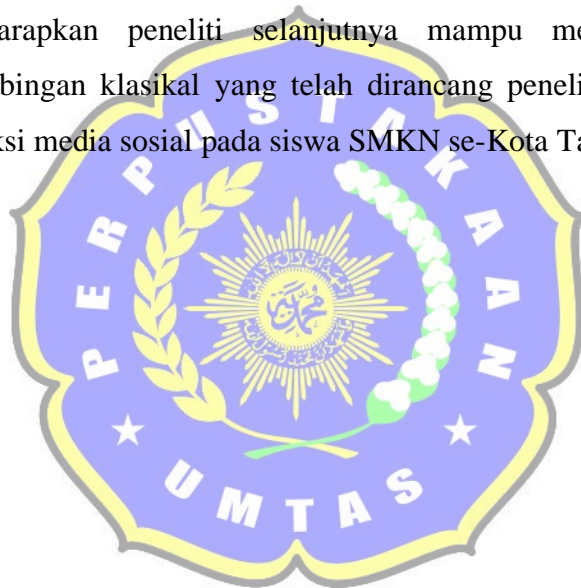 arapkan peneliti selanjutnya mampu me
bingan klasikal yang telah dirancang peneli
ksi media sosial pada siswa SMKN se-Kota Ta
PERPUSTAKAAN
UMTAS